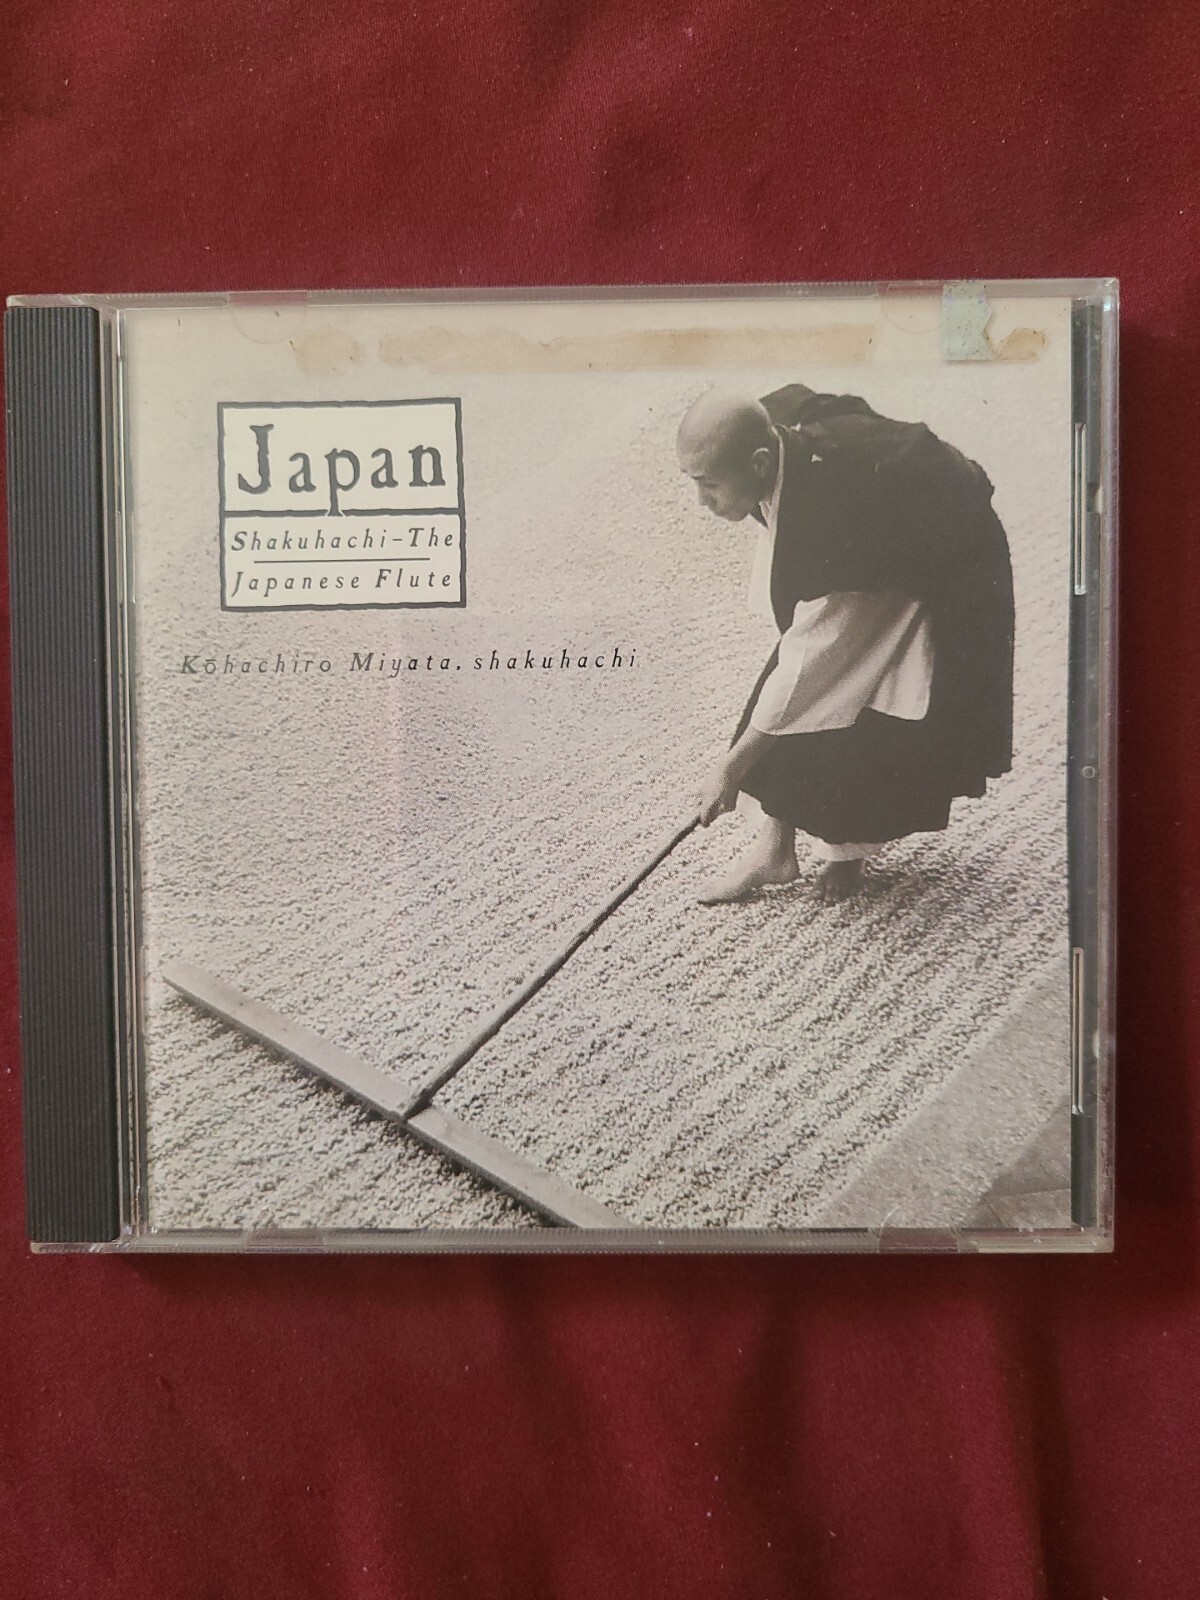 Japan
Shakuhachi–The
Japanese Flute
Kōhachiro Miyata, shakuhachi